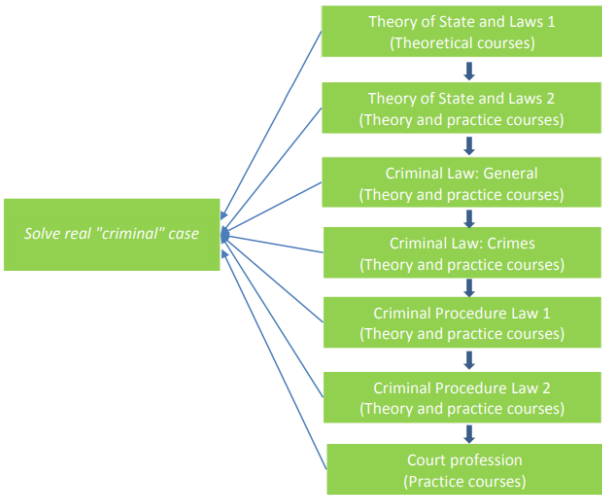 Theory of State and Laws 1
(Theoretical courses)
Theory of State and Laws 2
(Theory and practice courses)
Criminal Law: General
(Theory and practice courses)
Solve real "criminal" case
Criminal Law: Crimes
(Theory and practice courses)
Criminal Procedure Law 1
(Theory and practice courses)
Criminal Procedure Law 2
(Theory and practice courses)
Court profession
(Practice courses)